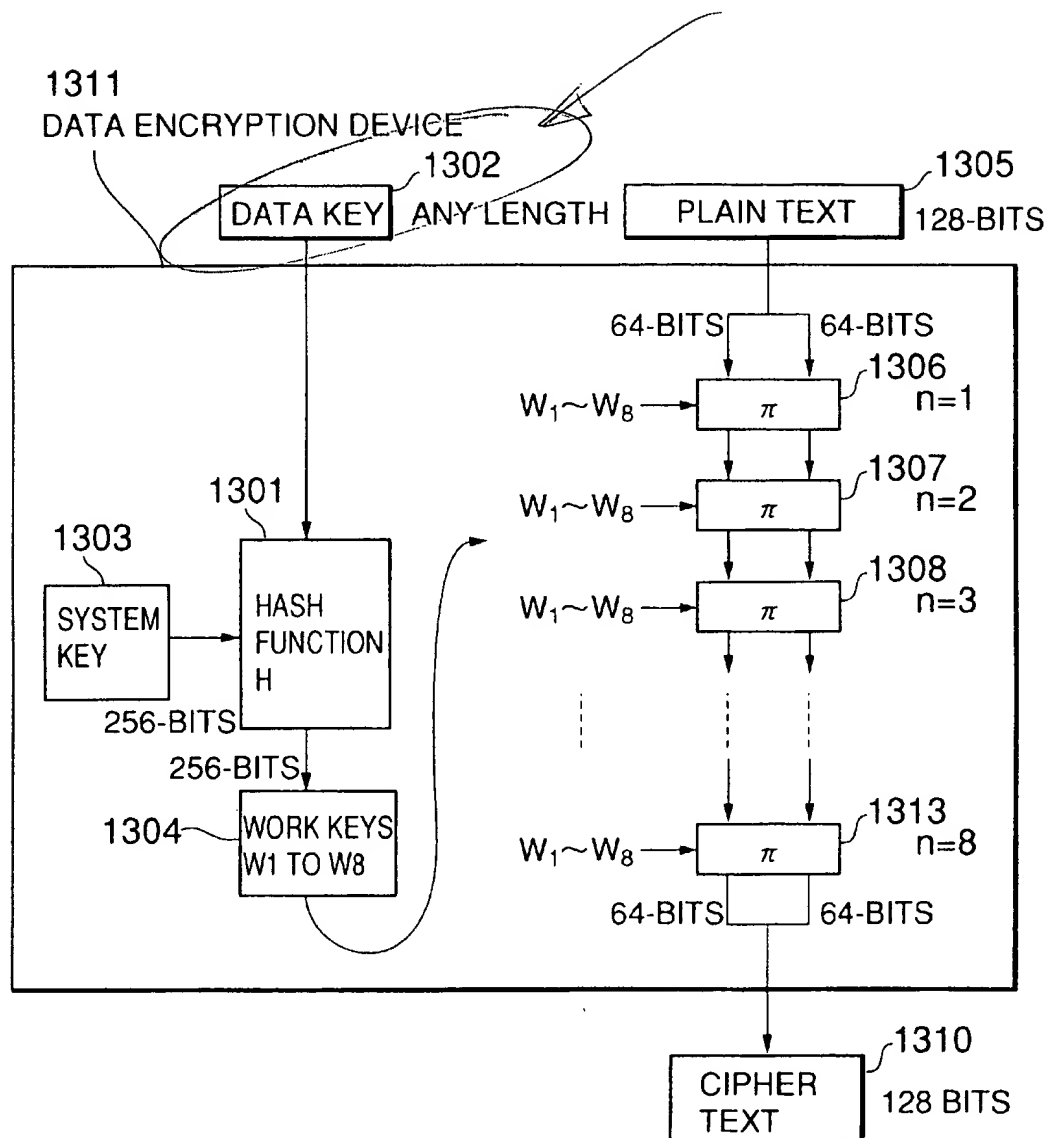 1311
DATA ENCRYPTION DEVICE
1302
DATA KEY ANY LENGTH
1305
PLAIN TEXT 128-BITS
64-BITS 64-BITS
1306
W₁~W₈ π n=1
1307
W₁~W₈ π n=2
1308
W₁~W₈ π n=3
1301
1303
SYSTEM
KEY
HASH
FUNCTION
H
256-BITS
256-BITS
1304
WORK KEYS
W1 TO W8
1313
W₁~W₈ π n=8
64-BITS 64-BITS
1310
CIPHER
TEXT
128 BITS